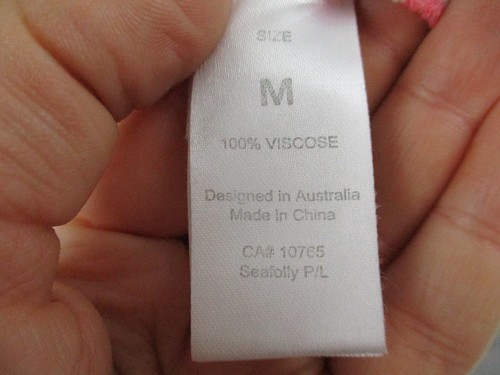 SIZE
M
100% VISCOSE
Designed in Australia
Made in China
CA# 10765
Seafolly P/L